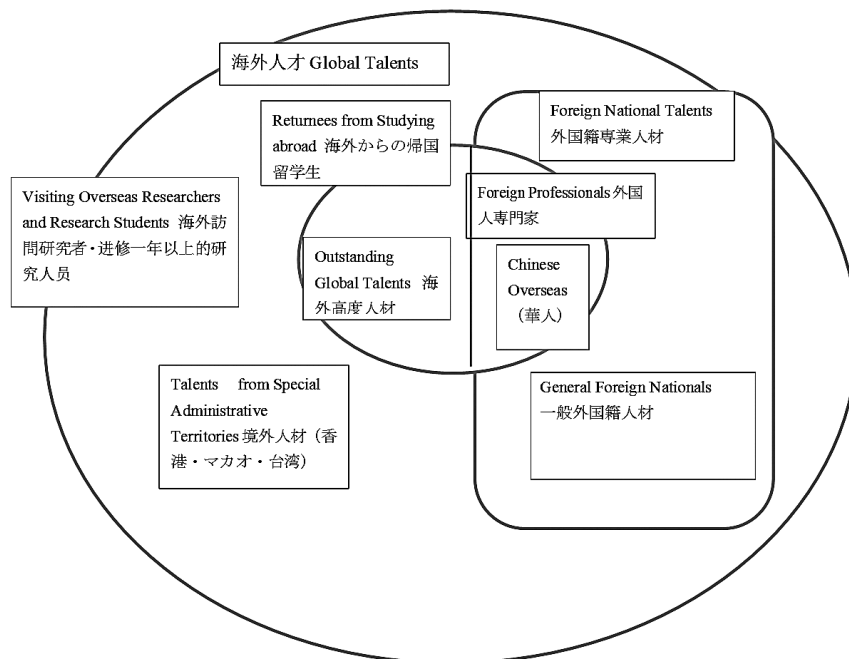 海外人才 Global Talents
Returnees from Studying
abroad 海外からの帰国
留学生
Foreign National Talents
外国籍専業人材
Visiting Overseas Researchers
and Research Students 海外訪
問研究者・进修一年以上的研
究人员
Foreign Professionals 外国
人専門家
Outstanding
Global Talents 海
外高度人材
Chinese
Overseas
（華人）
Talents from Special
Administrative
Territories 境外人材（香
港・マカオ・台湾）
General Foreign Nationals
一般外国籍人材